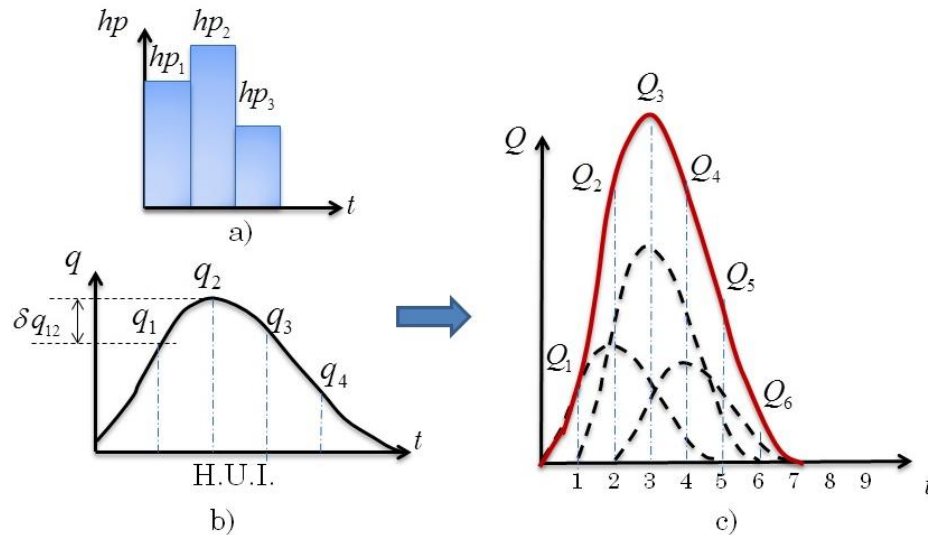 hp
hp₂
hp₁
hp₃
t
a)
q
q₂
δq₁₂
q₁
q₃
q₄
t
H.U.I.
b)
Q₃
Q
Q₂
Q₄
Q₅
Q₁
Q₆
1 2 3 4 5 6 7 8 9
t
c)